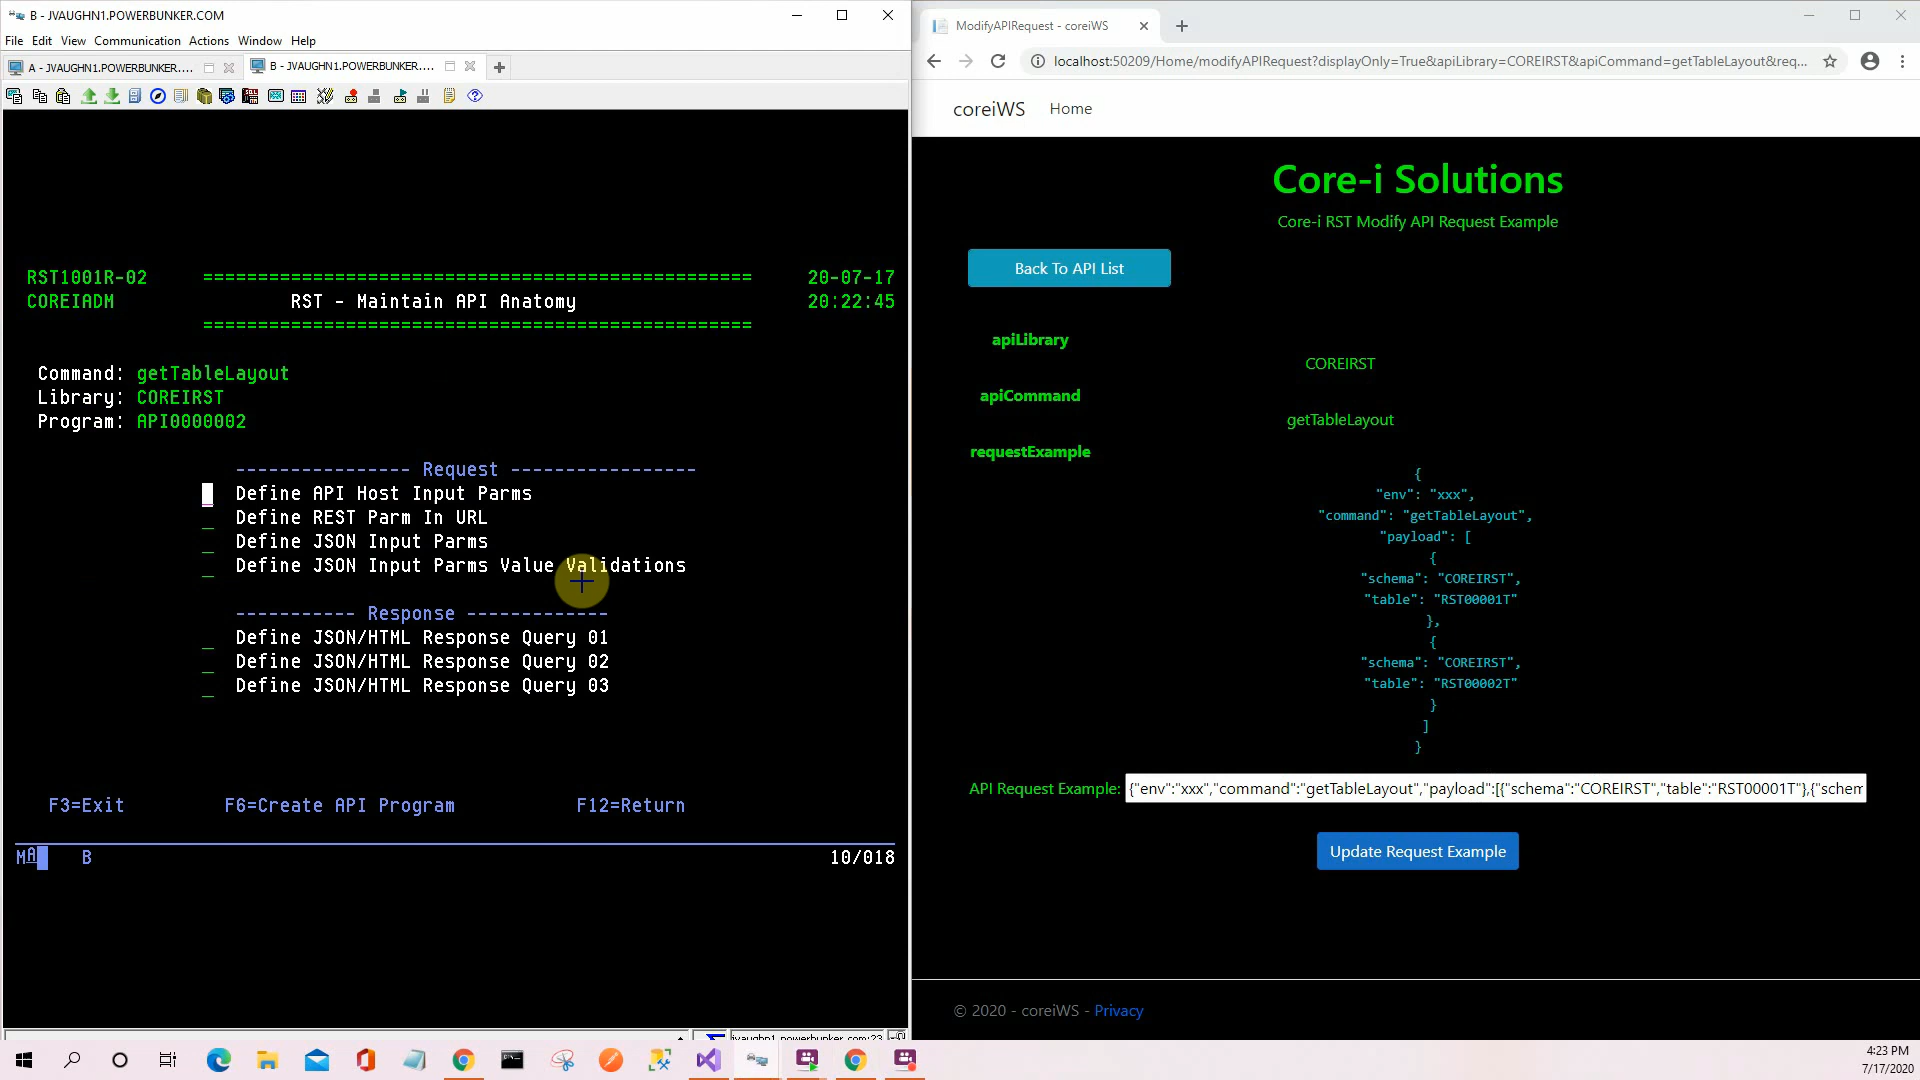 B - JVAUGHN1.POWERBUNKER.COM
File Edit View Communication Actions Window Help
A - JVAUGHN1.POWERBUNKER....
B - JVAUGHN1.POWERBUNKER....
RST1001R-02 ================================================== 20-07-17
COREIADM RST - Maintain API Anatomy 20:22:45
==================================================
Command: getTableLayout
Library: COREIRST
Program: API0000002
---------------- Request -----------------
Define API Host Input Parms
_ Define REST Parm In URL
_ Define JSON Input Parms
_ Define JSON Input Parms Value Validations
----------- Response -------------
_ Define JSON/HTML Response Query 01
_ Define JSON/HTML Response Query 02
_ Define JSON/HTML Response Query 03
F3=Exit F6=Create API Program F12=Return
MA B 10/018
jvaughn1.powerbunker.com:23
ModifyAPIRequest - coreiWS
localhost:50209/Home/modifyAPIRequest?displayOnly=True&apiLibrary=COREIRST&apiCommand=getTableLayout&req...
coreiWS Home
Core-i Solutions
Core-i RST Modify API Request Example
Back To API List
apiLibrary
COREIRST
apiCommand
getTableLayout
requestExample
{
"env": "xxx",
"command": "getTableLayout",
"payload": [
{
"schema": "COREIRST",
"table": "RST00001T"
},
{
"schema": "COREIRST",
"table": "RST00002T"
}
]
}
API Request Example: {"env":"xxx","command":"getTableLayout","payload":[{"schema":"COREIRST","table":"RST00001T"},{"schem
Update Request Example
© 2020 - coreiWS - Privacy
4:23 PM
7/17/2020